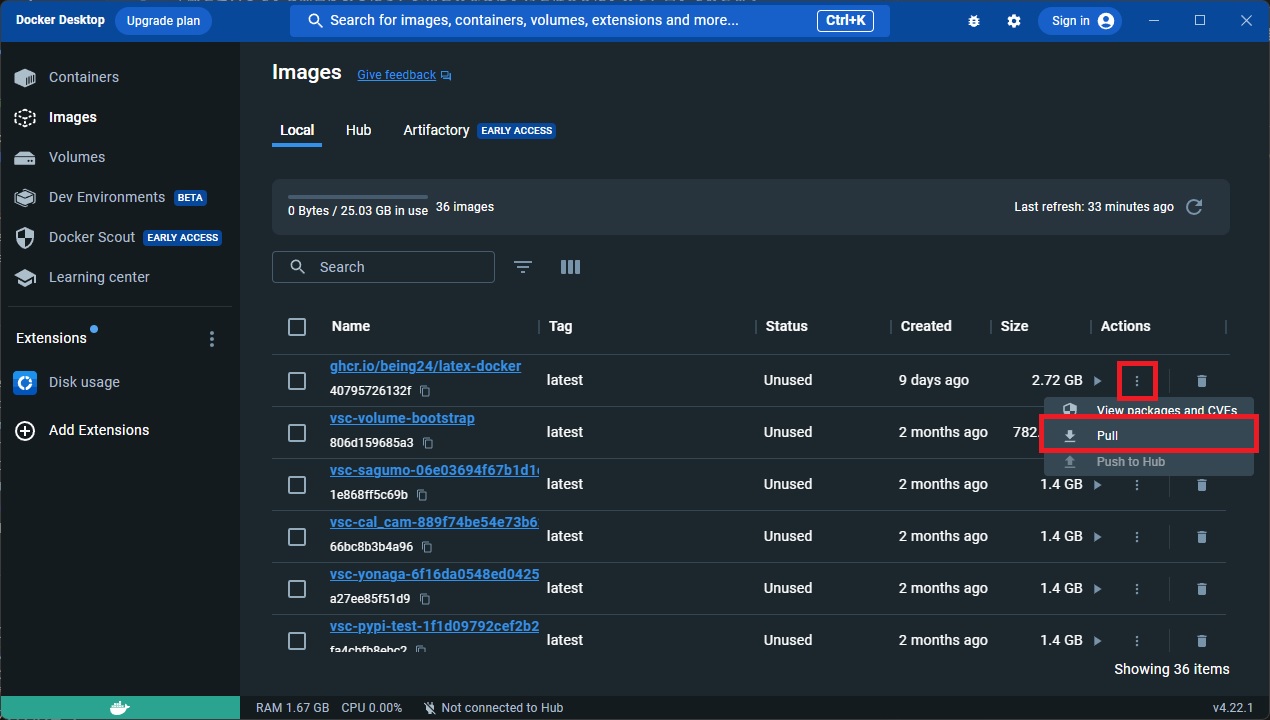 Docker Desktop Upgrade plan Search for images, containers, volumes, extensions and more... Ctrl+K Sign in
Containers
Images
Volumes
Dev Environments BETA
Docker Scout EARLY ACCESS
Learning center
Extensions
Disk usage
Add Extensions
Images Give feedback
Local Hub Artifactory EARLY ACCESS
0 Bytes / 25.03 GB in use 36 images Last refresh: 33 minutes ago
Search
Name Tag Status Created Size Actions
ghcr.io/being24/latex-docker
40795726132f latest Unused 9 days ago 2.72 GB
View packages and CVEs
Pull
Push to Hub
vsc-volume-bootstrap
806d159685a3 latest Unused 2 months ago 782.
vsc-sagumo-06e03694f67b1d1
1e868ff5c69b latest Unused 2 months ago 1.4 GB
vsc-cal_cam-889f74be54e73b6
66bc8b3b4a96 latest Unused 2 months ago 1.4 GB
vsc-yonaga-6f16da0548ed0425
a27ee85f51d9 latest Unused 2 months ago 1.4 GB
vsc-pypi-test-1f1d09792cef2b2
fa4cbfb8ebc2 latest Unused 2 months ago 1.4 GB
Showing 36 items
RAM 1.67 GB CPU 0.00% Not connected to Hub v4.22.1